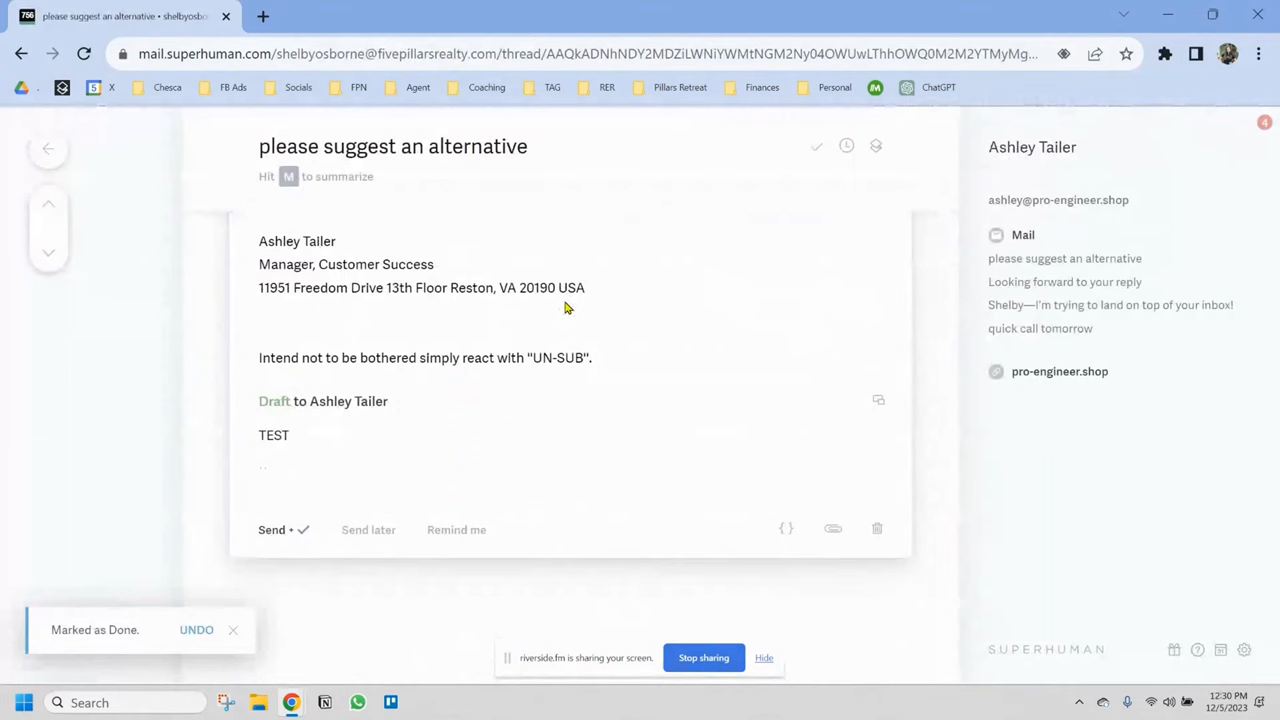 756
please suggest an alternative • shelbyosbo
mail.superhuman.com/shelbyosborne@fivepillarsrealty.com/thread/AAQkADNhNDY2MDZiLWNiYWMtNGM2Ny04OWUwLThhOWQ0M2M2YTMyMg...
5
X
Chesca
FB Ads
Socials
FPN
Agent
Coaching
TAG
RER
Pillars Retreat
Finances
Personal
ChatGPT
4
please suggest an alternative
Hit M to summarize
Ashley Tailer
Manager, Customer Success
11951 Freedom Drive 13th Floor Reston, VA 20190 USA
Intend not to be bothered simply react with "UN-SUB".
Draft to Ashley Tailer
TEST
..
Send • ✓
Send later
Remind me
{ }
Ashley Tailer
ashley@pro-engineer.shop
Mail
please suggest an alternative
Looking forward to your reply
Shelby—I'm trying to land on top of your inbox!
quick call tomorrow
pro-engineer.shop
SUPERHUMAN
Marked as Done.
UNDO
riverside.fm is sharing your screen.
Stop sharing
Hide
Search
12:30 PM
12/5/2023